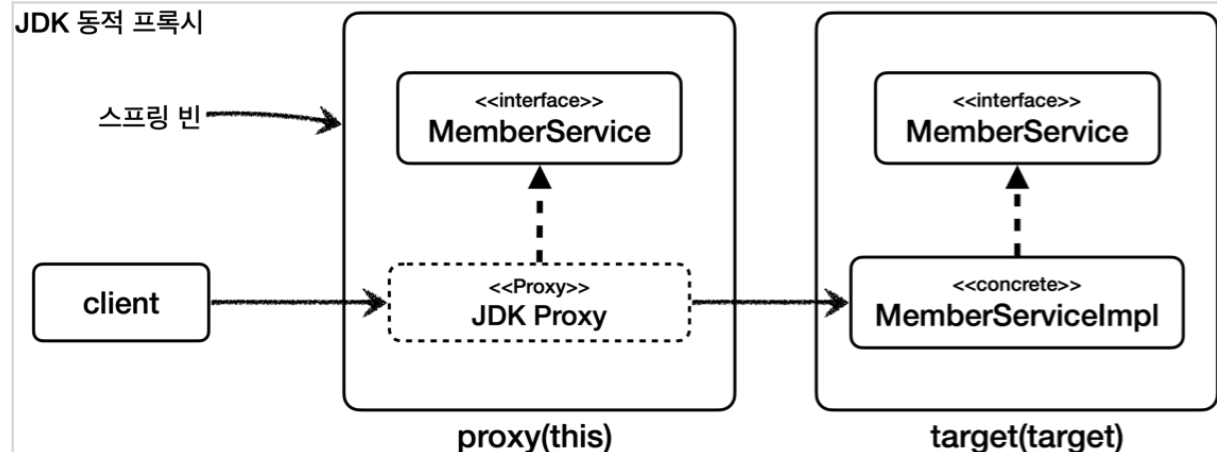 JDK 동적 프록시
스프링 빈
<<interface>>
MemberService
<<interface>>
MemberService
client
<<Proxy>>
JDK Proxy
<<concrete>>
MemberServiceImpl
proxy(this)
target(target)